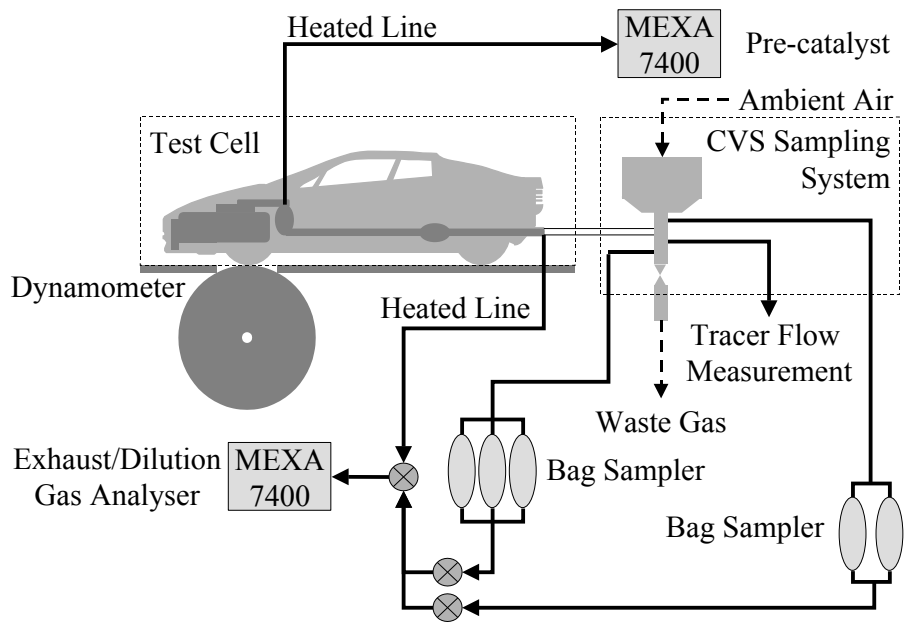 Heated Line
MEXA
7400
Pre-catalyst
Ambient Air
Test Cell
CVS Sampling
System
Dynamometer
Heated Line
Tracer Flow
Measurement
Waste Gas
Exhaust/Dilution
Gas Analyser
MEXA
7400
Bag Sampler
Bag Sampler